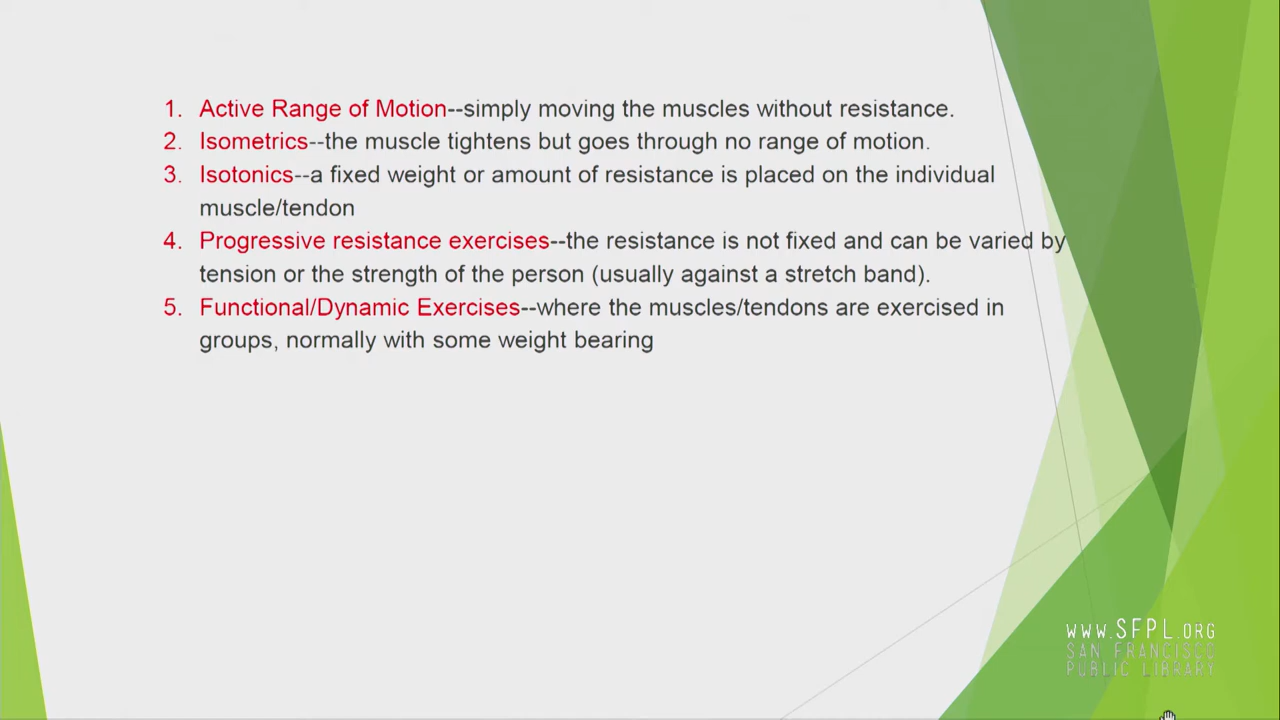 1. Active Range of Motion--simply moving the muscles without resistance.
2. Isometrics--the muscle tightens but goes through no range of motion.
3. Isotonics--a fixed weight or amount of resistance is placed on the individual
muscle/tendon
4. Progressive resistance exercises--the resistance is not fixed and can be varied by
tension or the strength of the person (usually against a stretch band).
5. Functional/Dynamic Exercises--where the muscles/tendons are exercised in
groups, normally with some weight bearing
www.SFPL.ORG
SAN FRANCISCO
PUBLIC LIBRARY